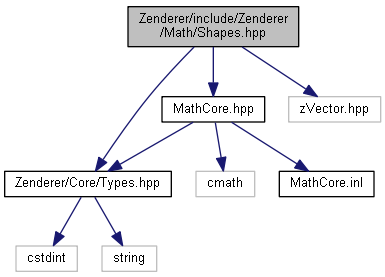 Zenderer/include/Zenderer
/Math/Shapes.hpp
MathCore.hpp
zVector.hpp
Zenderer/Core/Types.hpp
cmath
MathCore.inl
cstdint
string